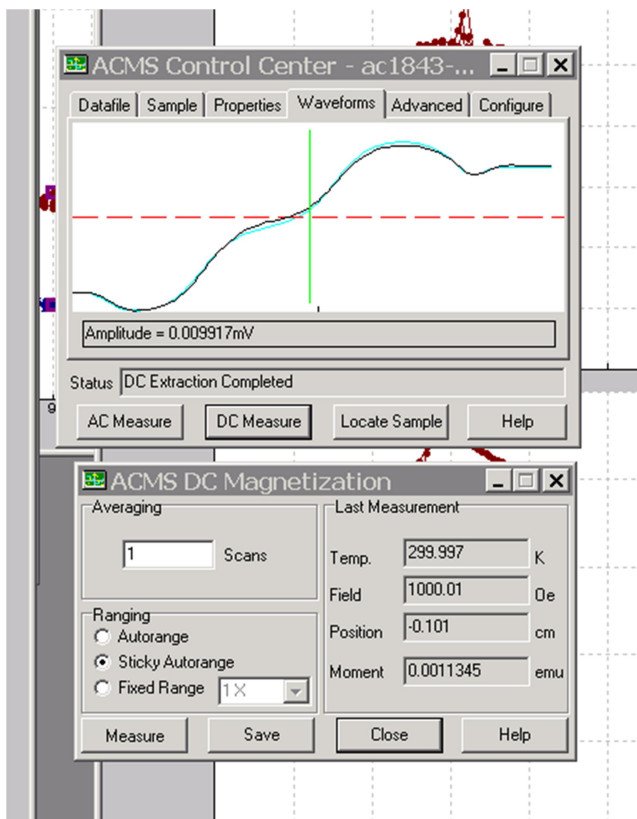 ACMS Control Center - ac1843-...
Datafile Sample Properties Waveforms Advanced Configure
Amplitude = 0.009917mV
Status DC Extraction Completed
9
AC Measure DC Measure Locate Sample Help
ACMS DC Magnetization
Averaging Last Measurement
1 Scans Temp. 299.997 K
Field 1000.01 Oe
Ranging
Autorange Position -0.101 cm
Sticky Autorange
Fixed Range 1X Moment 0.0011345 emu
Measure Save Close Help